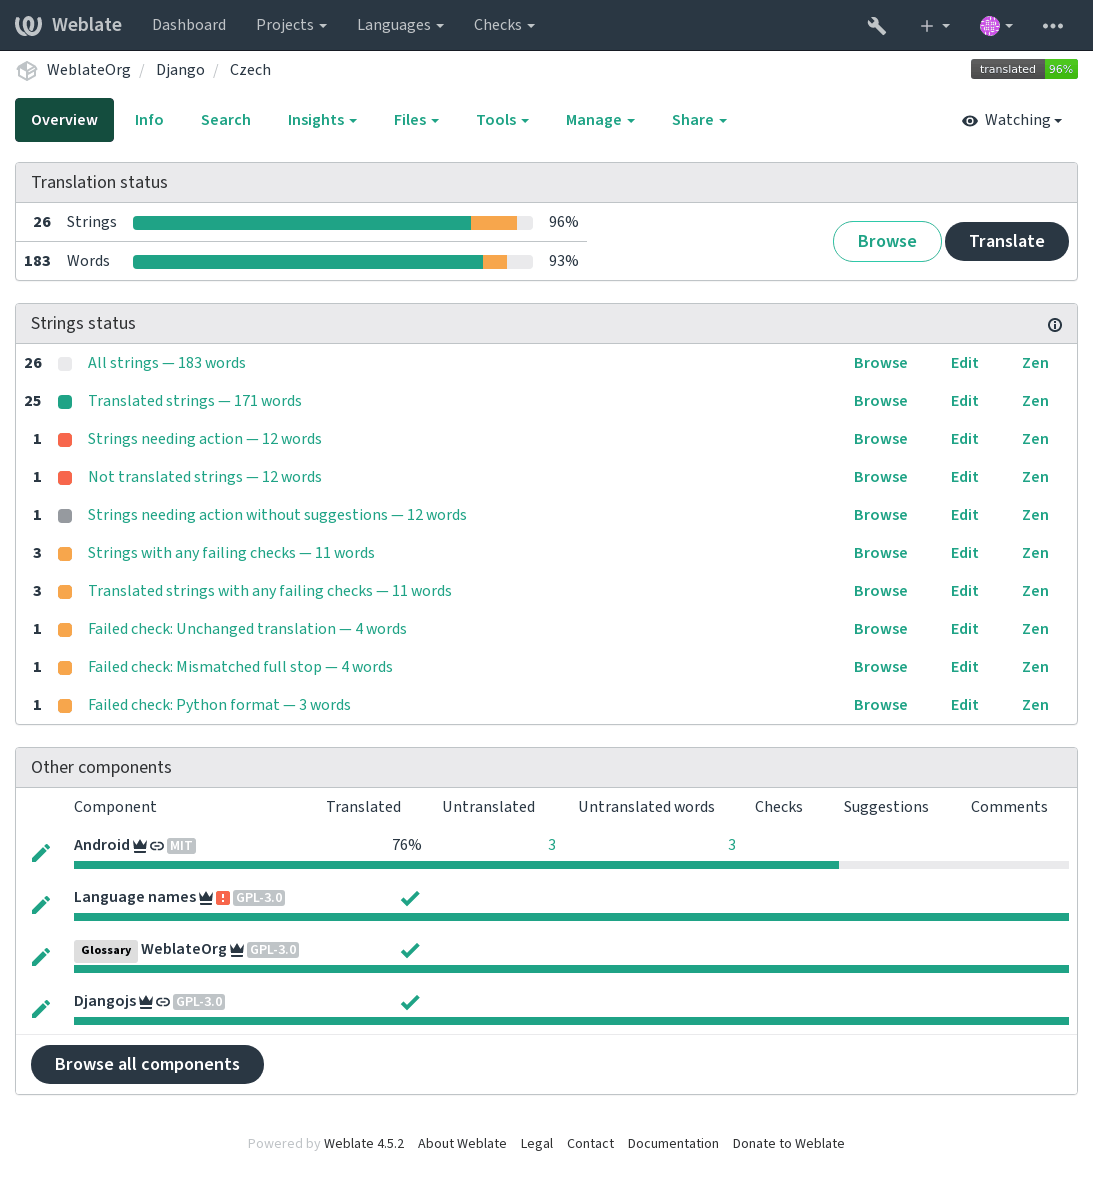 Weblate Dashboard Projects Languages Checks
WeblateOrg / Django / Czech translated 96%
Overview Info Search Insights Files Tools Manage Share Watching
Translation status
26 Strings 96%
183 Words 93%
Browse Translate
Strings status
26 All strings — 183 words Browse Edit Zen
25 Translated strings — 171 words Browse Edit Zen
1 Strings needing action — 12 words Browse Edit Zen
1 Not translated strings — 12 words Browse Edit Zen
1 Strings needing action without suggestions — 12 words Browse Edit Zen
3 Strings with any failing checks — 11 words Browse Edit Zen
3 Translated strings with any failing checks — 11 words Browse Edit Zen
1 Failed check: Unchanged translation — 4 words Browse Edit Zen
1 Failed check: Mismatched full stop — 4 words Browse Edit Zen
1 Failed check: Python format — 3 words Browse Edit Zen
Other components
Component Translated Untranslated Untranslated words Checks Suggestions Comments
Android MIT 76% 3 3
Language names GPL-3.0
Glossary WeblateOrg GPL-3.0
Djangojs GPL-3.0
Browse all components
Powered by Weblate 4.5.2 About Weblate Legal Contact Documentation Donate to Weblate